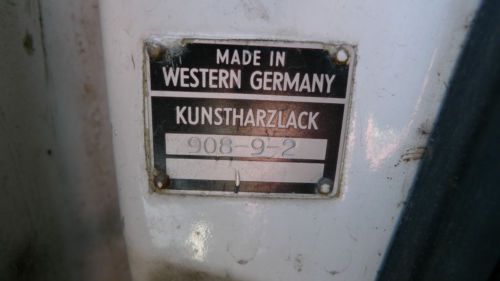 MADE IN
WESTERN GERMANY
KUNSTHARZLACK
908-9-2